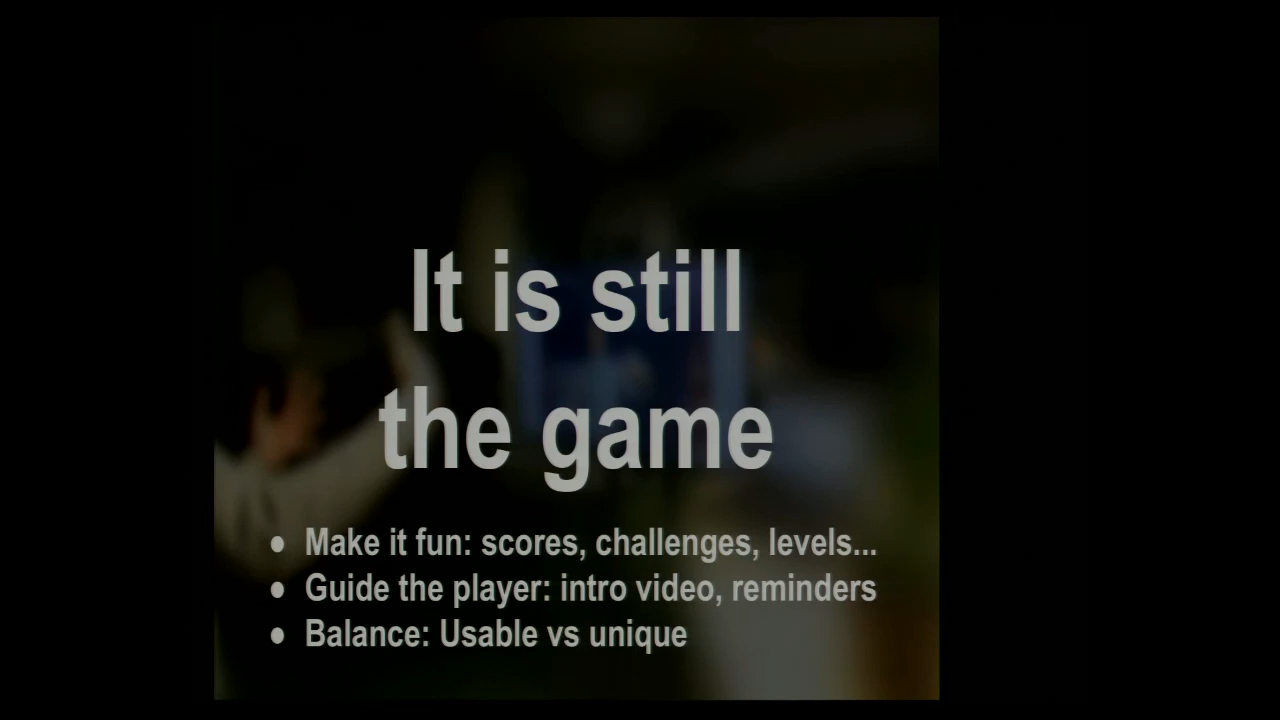 It is still
the game
• Make it fun: scores, challenges, levels...
• Guide the player: intro video, reminders
• Balance: Usable vs unique